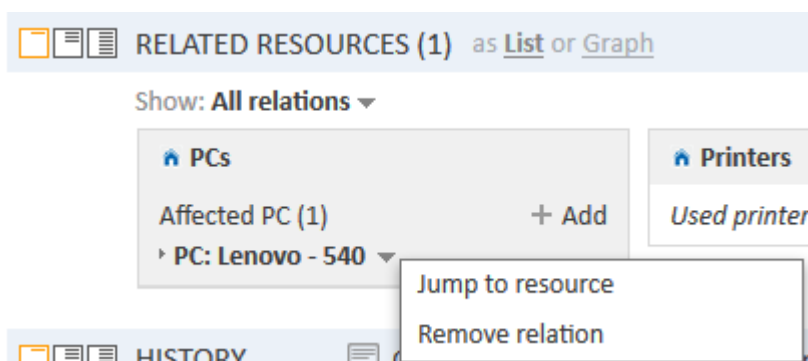 RELATED RESOURCES (1) as List or Graph
Show: All relations
PCs
Affected PC (1) + Add
PC: Lenovo - 540
Jump to resource
Remove relation
Printers
Used printer
HISTORY